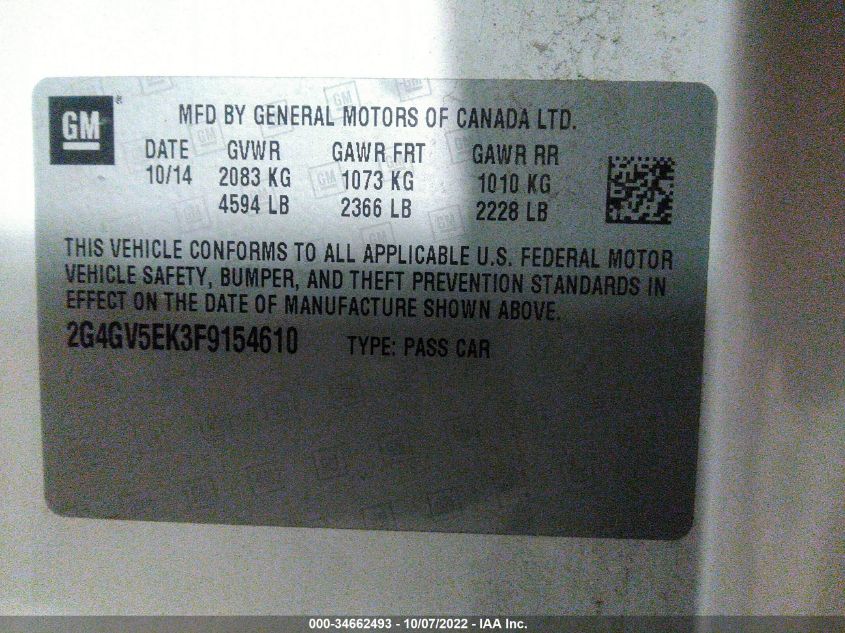 GM ®
MFD BY GENERAL MOTORS OF CANADA LTD.
DATE GVWR GAWR FRT GAWR RR
10/14 2083 KG 1073 KG 1010 KG
4594 LB 2366 LB 2228 LB
THIS VEHICLE CONFORMS TO ALL APPLICABLE U.S. FEDERAL MOTOR
VEHICLE SAFETY, BUMPER, AND THEFT PREVENTION STANDARDS IN
EFFECT ON THE DATE OF MANUFACTURE SHOWN ABOVE.
2G4GV5EK3F9154610 TYPE: PASS CAR
000-34662493 - 10/07/2022 - IAA Inc.